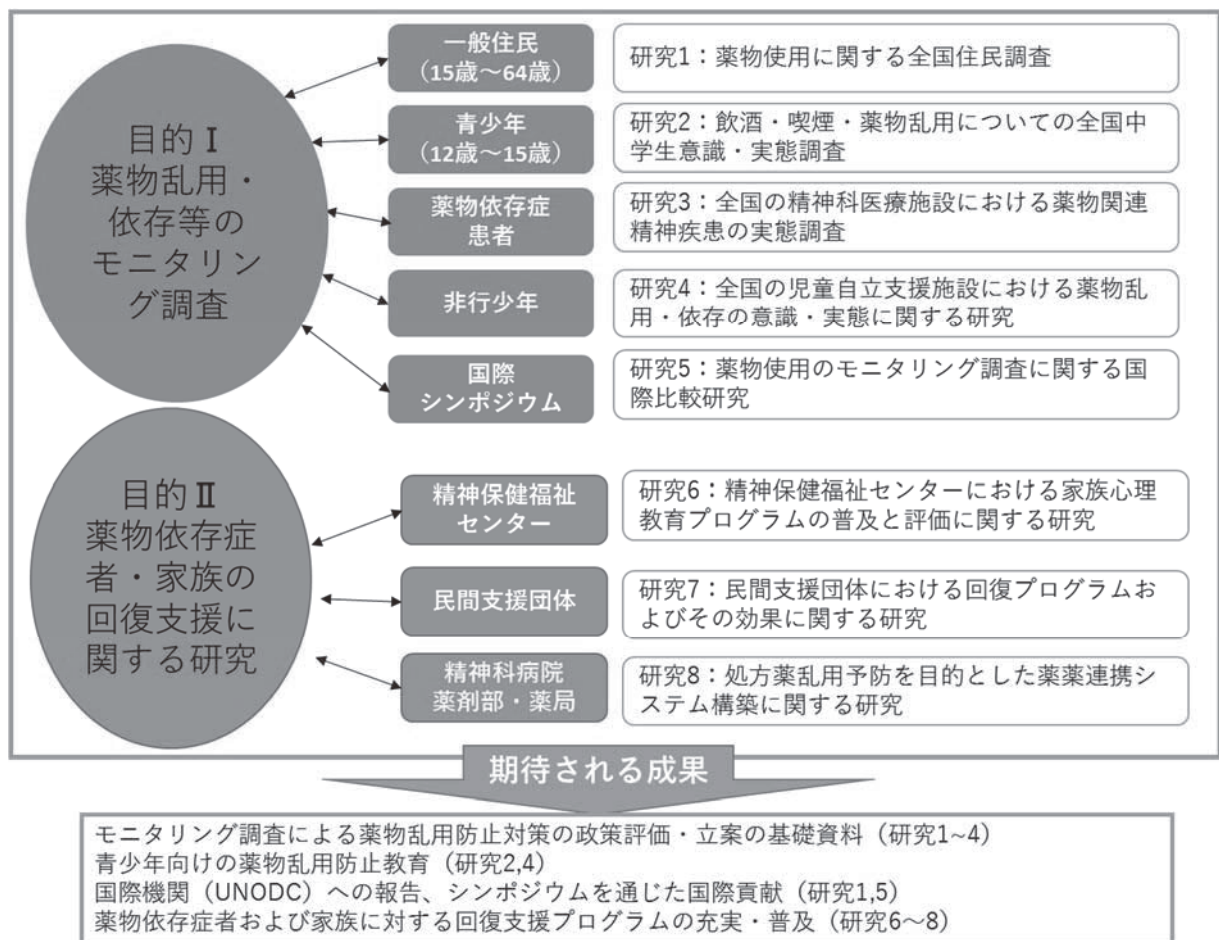 目的Ⅰ
薬物乱用・
依存等の
モニタリン
グ調査
一般住民
（15歳〜64歳）
研究1：薬物使用に関する全国住民調査
青少年
（12歳〜15歳）
研究2：飲酒・喫煙・薬物乱用についての全国中
学生意識・実態調査
薬物依存症
患者
研究3：全国の精神科医療施設における薬物関連
精神疾患の実態調査
非行少年
研究4：全国の児童自立支援施設における薬物乱
用・依存の意識・実態に関する研究
国際
シンポジウム
研究5：薬物使用のモニタリング調査に関する国
際比較研究
目的Ⅱ
薬物依存症
者・家族の
回復支援に
関する研究
精神保健福祉
センター
研究6：精神保健福祉センターにおける家族心理
教育プログラムの普及と評価に関する研究
民間支援団体
研究7：民間支援団体における回復プログラムお
よびその効果に関する研究
精神科病院
薬剤部・薬局
研究8：処方薬乱用予防を目的とした薬薬連携シ
ステム構築に関する研究
期待される成果
モニタリング調査による薬物乱用防止対策の政策評価・立案の基礎資料（研究1~4）
青少年向けの薬物乱用防止教育（研究2,4）
国際機関（UNODC）への報告、シンポジウムを通じた国際貢献（研究1,5）
薬物依存症者および家族に対する回復支援プログラムの充実・普及（研究6〜8）